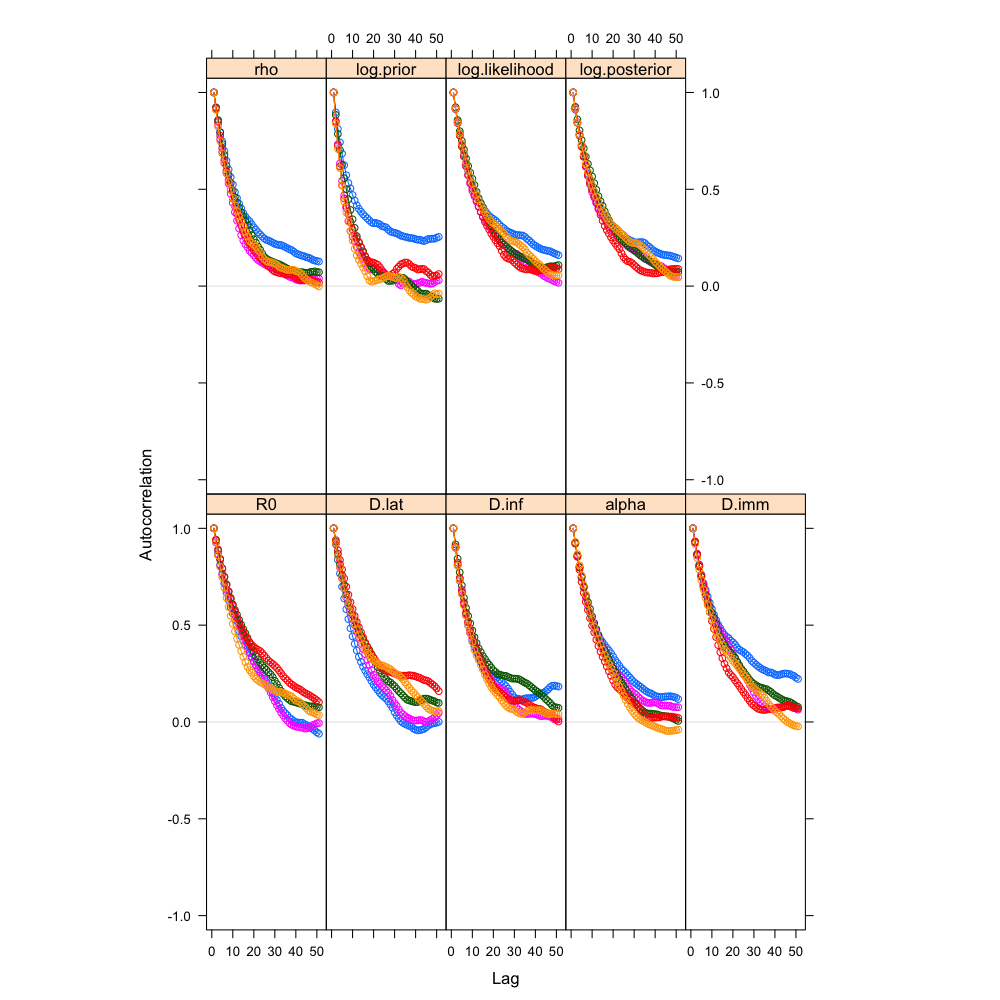 0 10 20 30 40 50 0 10 20 30 40 50
rho log.prior log.likelihood log.posterior
1.0
0.5
0.0
-0.5
-1.0
Autocorrelation
R0 D.lat D.inf alpha D.imm
1.0
0.5
0.0
-0.5
-1.0
0 10 20 30 40 50 0 10 20 30 40 50 0 10 20 30 40 50
Lag